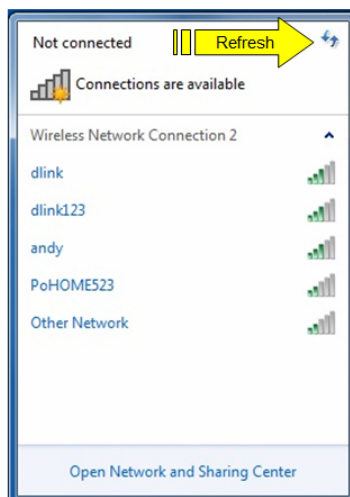 Not connected
Refresh
Connections are available
Wireless Network Connection 2
dlink
dlink123
andy
PoHOME523
Other Network
Open Network and Sharing Center